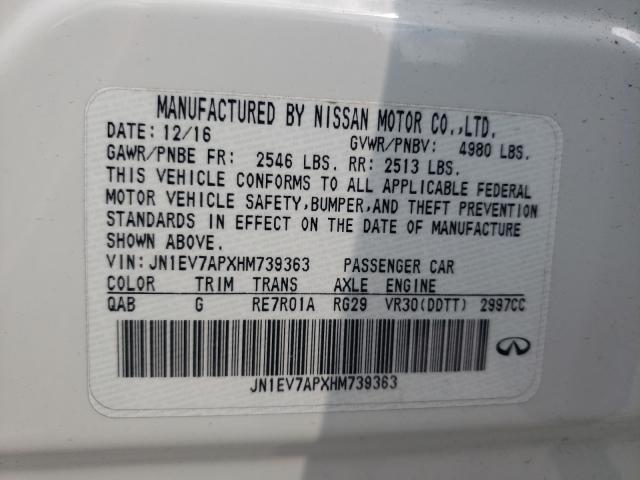 MANUFACTURED BY NISSAN MOTOR CO.,LTD.
DATE: 12/16 GVWR/PNBV: 4980 LBS.
GAWR/PNBE FR: 2546 LBS. RR: 2513 LBS.
THIS VEHICLE CONFORMS TO ALL APPLICABLE FEDERAL
MOTOR VEHICLE SAFETY,BUMPER,AND THEFT PREVENTION
STANDARDS IN EFFECT ON THE DATE OF MANUFACTURE
SHOWN ABOVE.
VIN:JN1EV7APXHM739363 PASSENGER CAR
COLOR TRIM TRANS AXLE ENGINE
QAB G RE7R01A RG29 VR30(DDTT) 2997CC
JN1EV7APXHM739363